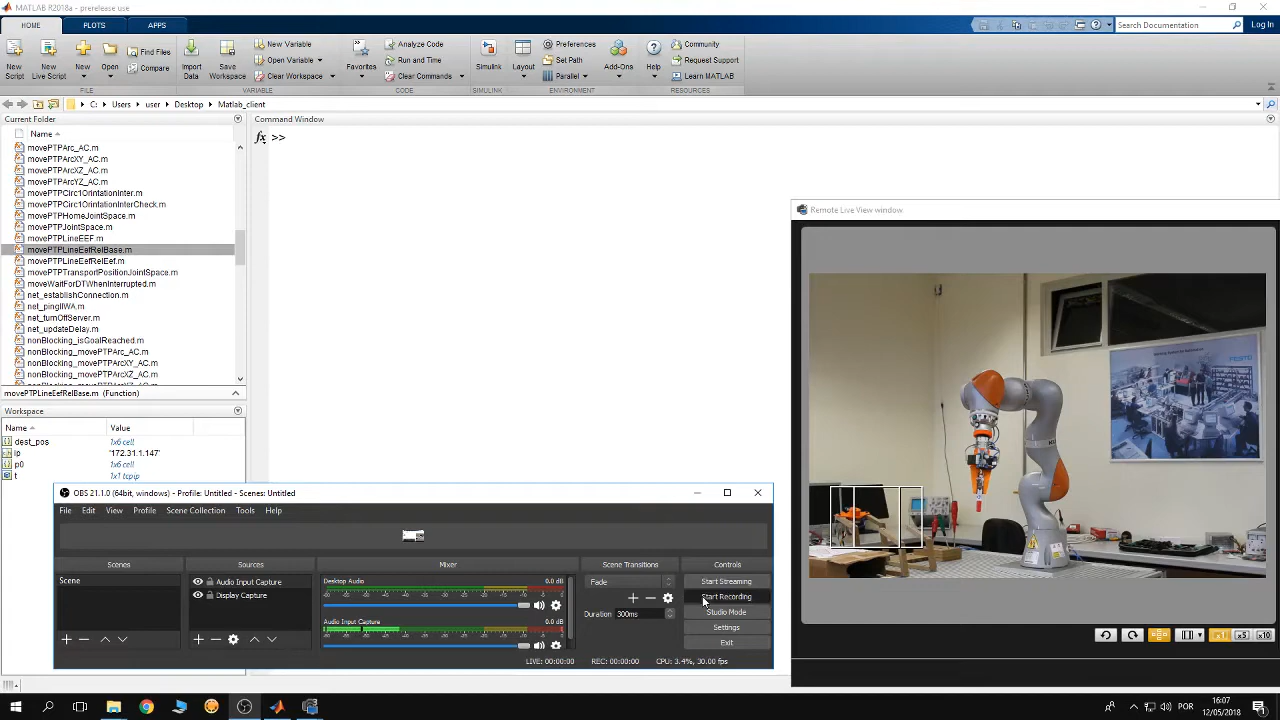 MATLAB R2018a - prerelease use
HOME PLOTS APPS
Search Documentation
Log In
New Script
New Live Script
New
Open
Find Files
Compare
FILE
Import Data
Save Workspace
New Variable
Open Variable
Clear Workspace
VARIABLE
Favorites
Analyze Code
Run and Time
Clear Commands
CODE
Simulink
SIMULINK
Layout
Preferences
Set Path
Parallel
Add-Ons
ENVIRONMENT
Help
Community
Request Support
Learn MATLAB
RESOURCES
C: Users user Desktop Matlab_client
Current Folder
Name
movePTPArc_AC.m
movePTPArcXY_AC.m
movePTPArcXZ_AC.m
movePTPArcYZ_AC.m
movePTPCirc1OrintationInter.m
movePTPCirc1OrintationInterCheck.m
movePTPHomeJointSpace.m
movePTPJointSpace.m
movePTPLineEEF.m
movePTPLineEefRelBase.m
movePTPLineEefRelEef.m
movePTPTransportPositionJointSpace.m
moveWaitForDTWhenInterrupted.m
net_establishConnection.m
net_pingIIWA.m
net_turnOffServer.m
net_updateDelay.m
nonBlocking_isGoalReached.m
nonBlocking_movePTPArc_AC.m
nonBlocking_movePTPArcXY_AC.m
nonBlocking_movePTPArcXZ_AC.m
nonBlocking_movePTPArcYZ_AC.m
movePTPLineEefRelBase.m (Function)
Workspace
Name Value
dest_pos 1x6 cell
ip "172.31.1.147'
p0 1x6 cell
t 1x1 tcpip
Command Window
fx >>
Remote Live View window
FESTO
x1 x5 x10
OBS 21.1.0 (64bit, windows) - Profile: Untitled - Scenes: Untitled
File Edit View Profile Scene Collection Tools Help
Scenes
Scene
Sources
Audio Input Capture
Display Capture
Mixer
Desktop Audio 0.0 dB
Audio Input Capture 0.0 dB
Scene Transitions
Fade
Duration 300ms
Controls
Start Streaming
Start Recording
Studio Mode
Settings
Exit
LIVE: 00:00:00 REC: 00:00:00 CPU: 3.4%, 30.00 fps
POR
16:07
12/05/2018